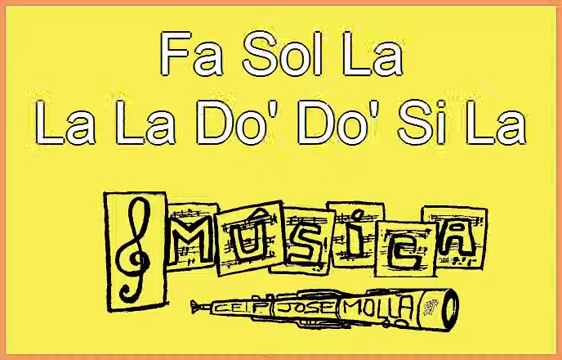 Fa Sol La
La La Do' Do' Si La
MÚSICA
C.E.I.P JOSE MOLLA